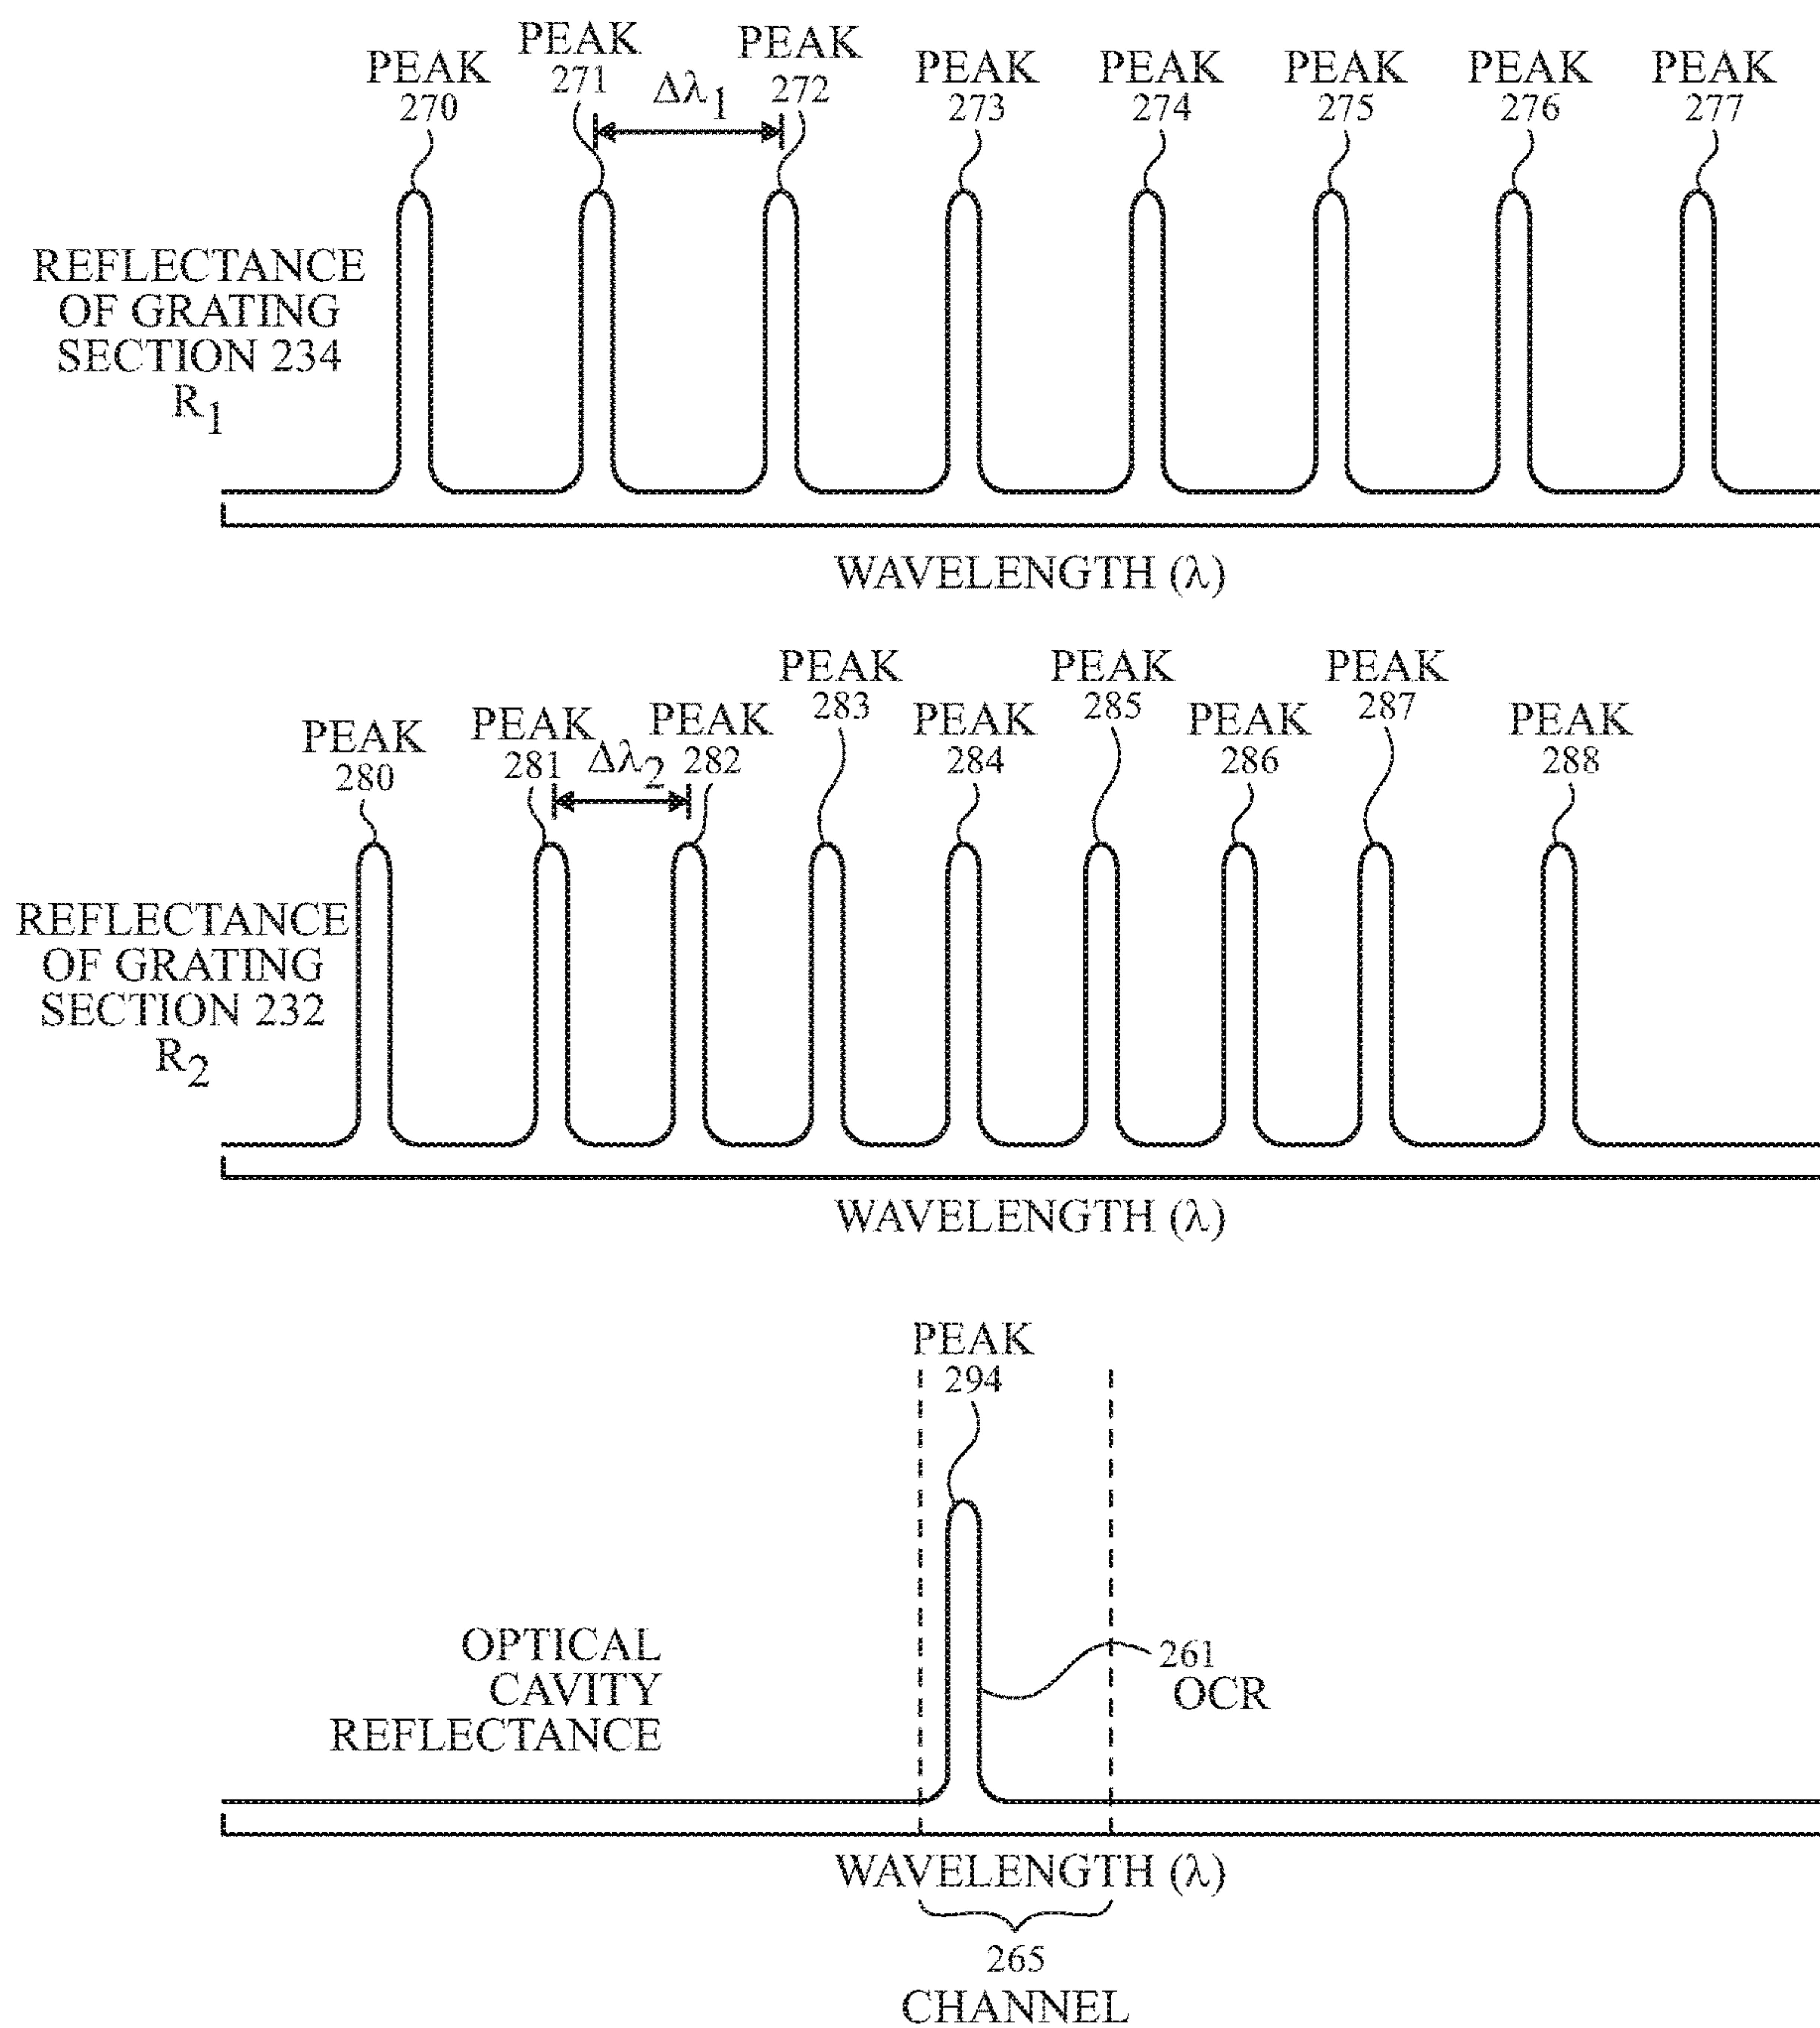 PEAK
270
PEAK
271
Δλ1
PEAK
272
PEAK
273
PEAK
274
PEAK
275
PEAK
276
PEAK
277
REFLECTANCE
OF GRATING
SECTION 234
R1
WAVELENGTH (λ)
PEAK
280
PEAK
281
Δλ2
PEAK
282
PEAK
283
PEAK
284
PEAK
285
PEAK
286
PEAK
287
PEAK
288
REFLECTANCE
OF GRATING
SECTION 232
R2
WAVELENGTH (λ)
PEAK
294
OPTICAL
CAVITY
REFLECTANCE
261
OCR
WAVELENGTH (λ)
265
CHANNEL